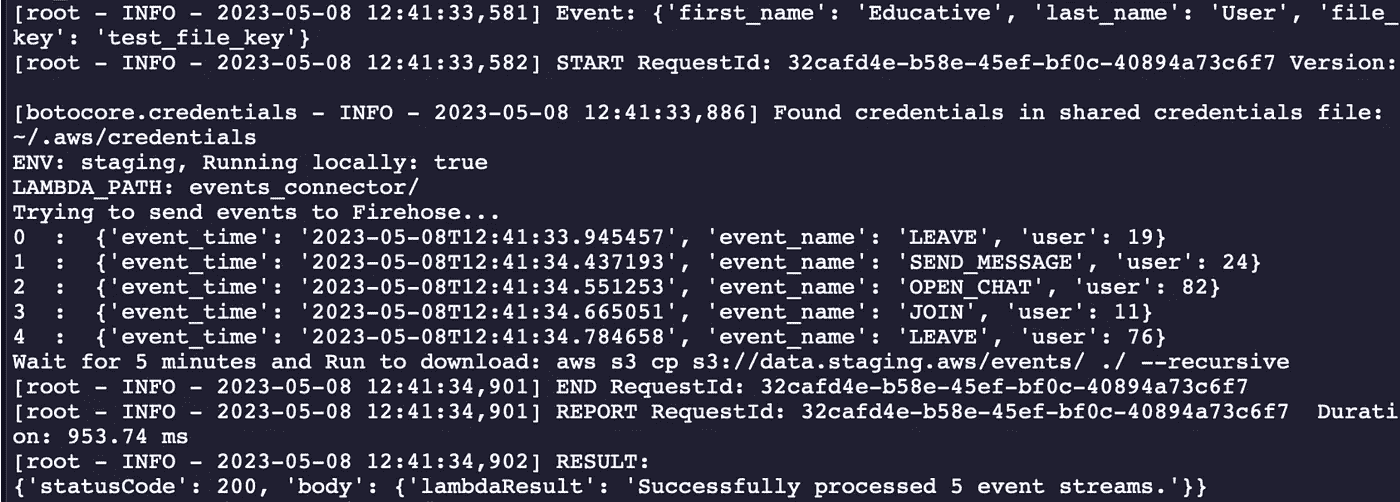 [root - INFO - 2023-05-08 12:41:33,581] Event: {'first_name': 'Educative', 'last_name': 'User', 'file_
key': 'test_file_key'}
[root - INFO - 2023-05-08 12:41:33,582] START RequestId: 32cafd4e-b58e-45ef-bf0c-40894a73c6f7 Version:
[botocore.credentials - INFO - 2023-05-08 12:41:33,886] Found credentials in shared credentials file:
~/.aws/credentials
ENV: staging, Running locally: true
LAMBDA_PATH: events_connector/
Trying to send events to Firehose...
0  :  {'event_time': '2023-05-08T12:41:33.945457', 'event_name': 'LEAVE', 'user': 19}
1  :  {'event_time': '2023-05-08T12:41:34.437193', 'event_name': 'SEND_MESSAGE', 'user': 24}
2  :  {'event_time': '2023-05-08T12:41:34.551253', 'event_name': 'OPEN_CHAT', 'user': 82}
3  :  {'event_time': '2023-05-08T12:41:34.665051', 'event_name': 'JOIN', 'user': 11}
4  :  {'event_time': '2023-05-08T12:41:34.784658', 'event_name': 'LEAVE', 'user': 76}
Wait for 5 minutes and Run to download: aws s3 cp s3://data.staging.aws/events/ ./ --recursive
[root - INFO - 2023-05-08 12:41:34,901] END RequestId: 32cafd4e-b58e-45ef-bf0c-40894a73c6f7
[root - INFO - 2023-05-08 12:41:34,901] REPORT RequestId: 32cafd4e-b58e-45ef-bf0c-40894a73c6f7  Durati
on: 953.74 ms
[root - INFO - 2023-05-08 12:41:34,902] RESULT:
{'statusCode': 200, 'body': {'lambdaResult': 'Successfully processed 5 event streams.'}}